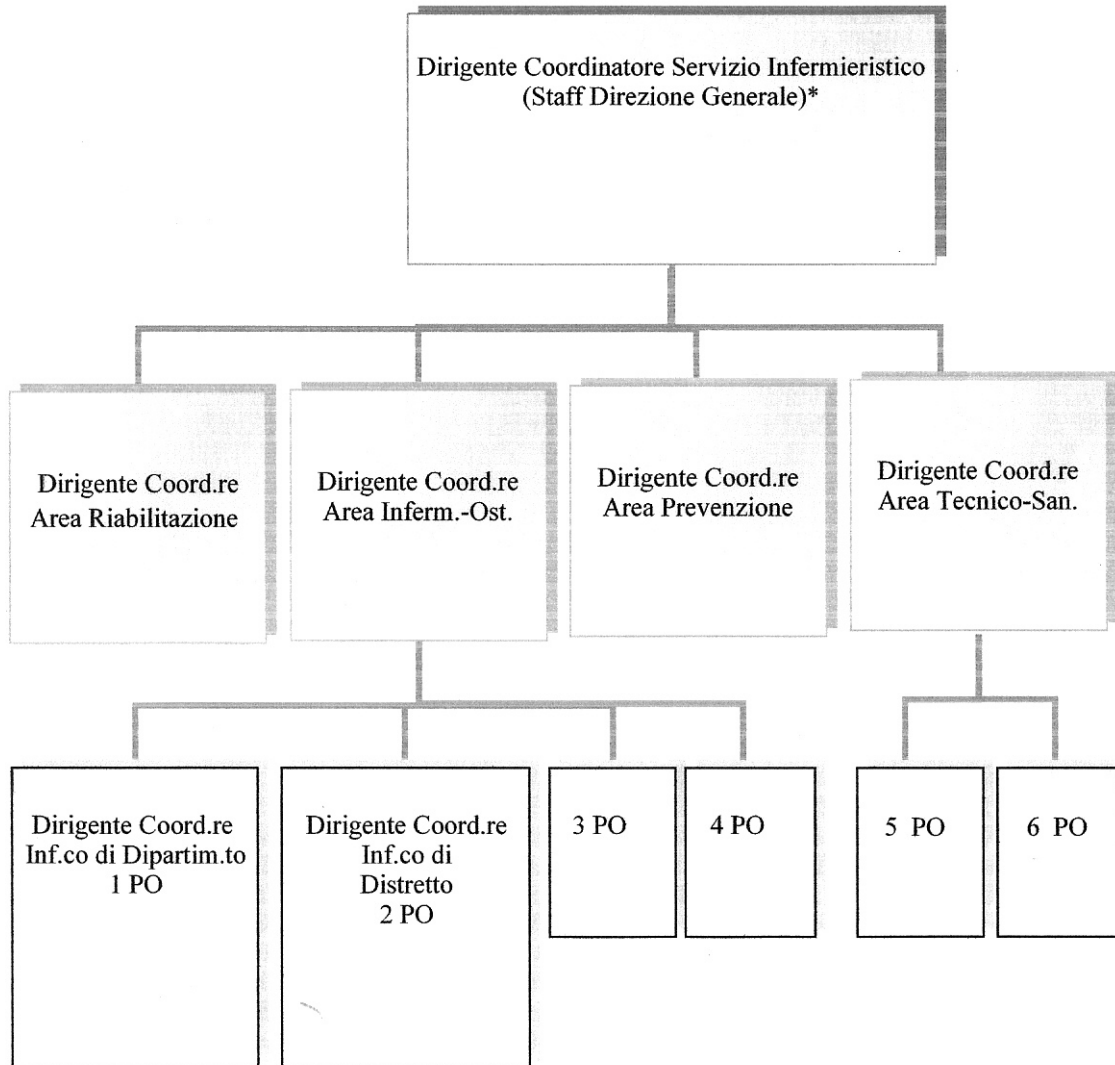 Dirigente Coordinatore Servizio Infermieristico
(Staff Direzione Generale)*
Dirigente Coord.re
Area Riabilitazione
Dirigente Coord.re
Area Inferm.-Ost.
Dirigente Coord.re
Area Prevenzione
Dirigente Coord.re
Area Tecnico-San.
Dirigente Coord.re
Inf.co di Dipartim.to
1 PO
Dirigente Coord.re
Inf.co di
Distretto
2 PO
3 PO
4 PO
5 PO
6 PO